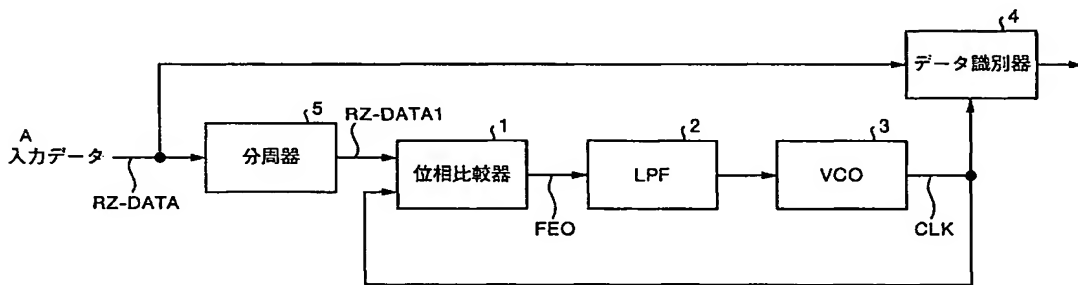 4
データ識別器
A
入力データ
RZ-DATA
5
分周器
RZ-DATA1
1
位相比較器
FEO
2
LPF
3
VCO
CLK